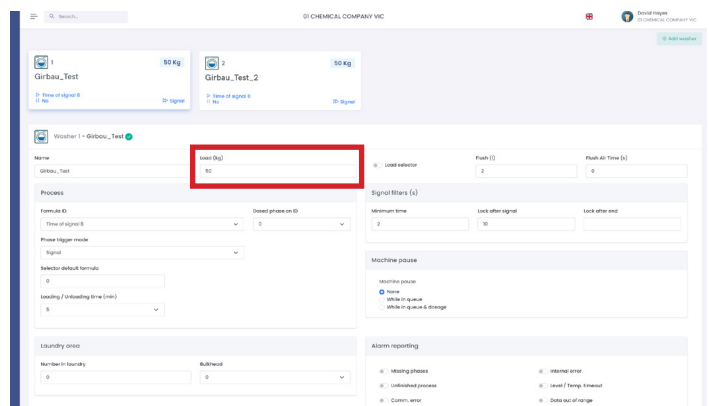 Search...
01 CHEMICAL COMPANY VIC
David Hayes
01 CHEMICAL COMPANY VIC
Add washer
1
50 Kg
Girbau_Test
Time of signal 8
No
Signal
2
50 Kg
Girbau_Test_2
Time of signal 8
No
Signal
Washer 1 - Girbau_Test
Name
Load (kg)
Load selector
Flush (l)
Flush All Time (s)
Girbau_Test
50
2
0
Process
Signal filters (s)
Formula ID
Dosed phase on ID
Minimum time
Lock after signal
Lock after end
Time of signal 8
0
2
10
Phase trigger mode
Signal
Machine pause
Selector default formula
0
Machine pause
None
While in queue
While in queue & dosage
Loading / Unloading time (min)
5
Laundry area
Alarm reporting
Number in laundry
Bulkhead
0
0
Missing phases
Internal error
Unfinished process
Level / Temp. timeout
Comm. error
Data out of range